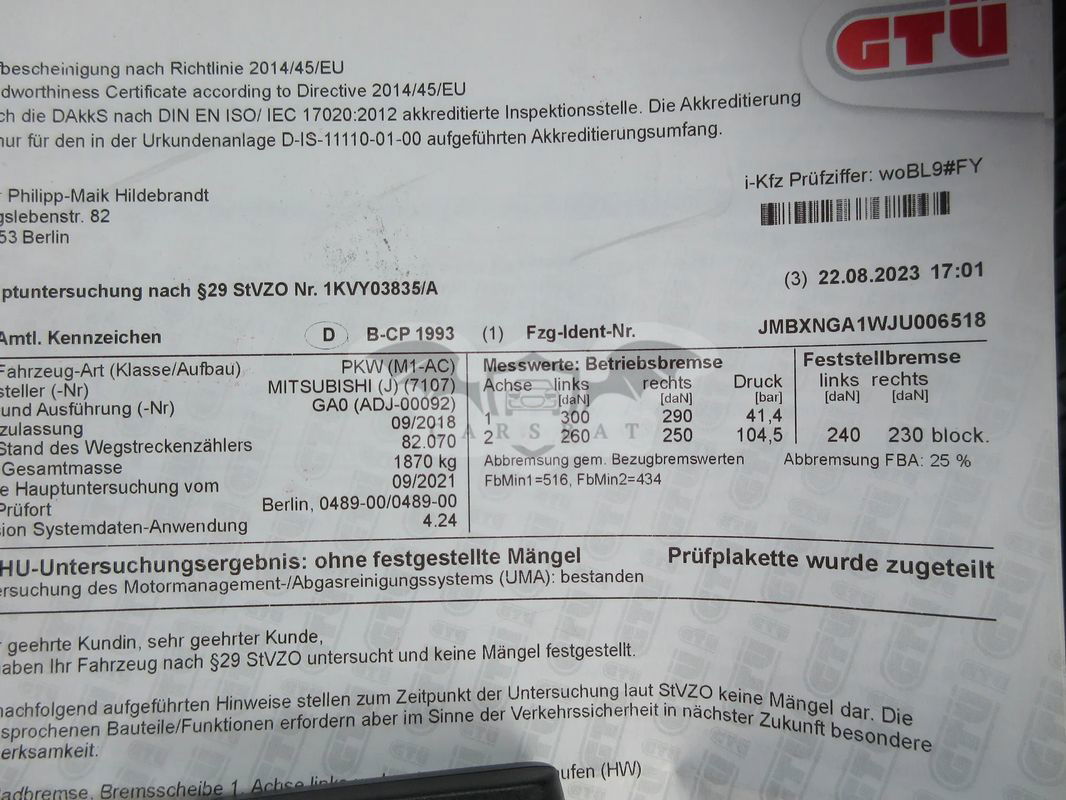 GTÜ
fbescheinigung nach Richtlinie 2014/45/EU
dworthiness Certificate according to Directive 2014/45/EU
ch die DAkkS nach DIN EN ISO/ IEC 17020:2012 akkreditierte Inspektionsstelle. Die Akkreditierung
nur für den in der Urkundenanlage D-IS-11110-01-00 aufgeführten Akkreditierungsumfang.
i-Kfz Prüfziffer: woBL9#FY
r Philipp-Maik Hildebrandt
gslebenstr. 82
53 Berlin
(3) 22.08.2023 17:01
ptuntersuchung nach §29 StVZO Nr. 1KVY03835/A
Amtl. Kennzeichen D B-CP 1993 (1) Fzg-Ident-Nr. JMBXNGA1WJU006518
Fahrzeug-Art (Klasse/Aufbau) PKW (M1-AC) Messwerte: Betriebsbremse Feststellbremse
steller (-Nr) MITSUBISHI (J) (7107) Achse links rechts Druck links rechts
[daN] [daN] [bar] [daN] [daN]
und Ausführung (-Nr) GA0 (ADJ-00092) 1 300 290 41,4
zulassung 09/2018
Stand des Wegstreckenzählers 82.070 2 260 250 104,5 240 230 block.
CARSBAT
Gesamtmasse 1870 kg Abbremsung gem. Bezugbremswerten Abbremsung FBA: 25 %
e Hauptuntersuchung vom 09/2021 FbMin1=516, FbMin2=434
Prüfort Berlin, 0489-00/0489-00
sion Systemdaten-Anwendung 4.24
HU-Untersuchungsergebnis: ohne festgestellte Mängel Prüfplakette wurde zugeteilt
ersuchung des Motormanagement-/Abgasreinigungssystems (UMA): bestanden
r geehrte Kundin, sehr geehrter Kunde,
aben Ihr Fahrzeug nach §29 StVZO untersucht und keine Mängel festgestellt.
nachfolgend aufgeführten Hinweise stellen zum Zeitpunkt der Untersuchung laut StVZO keine Mängel dar. Die
sprochenen Bauteile/Funktionen erfordern aber im Sinne der Verkehrssicherheit in nächster Zukunft besondere
erksamkeit.
adbremse, Bremsscheibe 1. Achse ufen (HW)